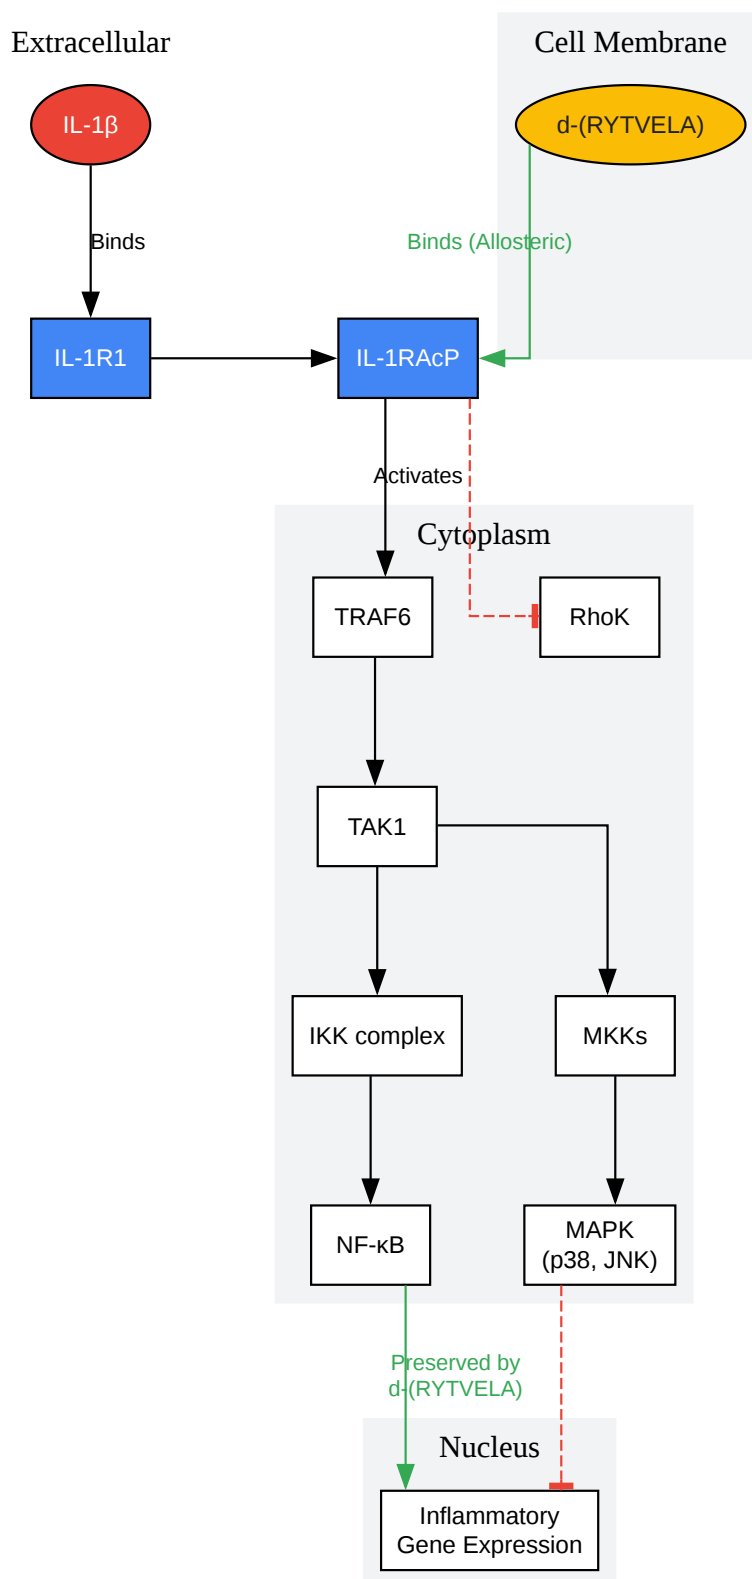 Extracellular
Cell Membrane
IL-1β
d-(RYTVELA)
Binds
Binds (Allosteric)
IL-1R1
IL-1RAcP
Activates
Cytoplasm
TRAF6
RhoK
TAK1
IKK complex
MKKs
NF-κB
MAPK
(p38, JNK)
Preserved by
d-(RYTVELA)
Nucleus
Inflammatory
Gene Expression